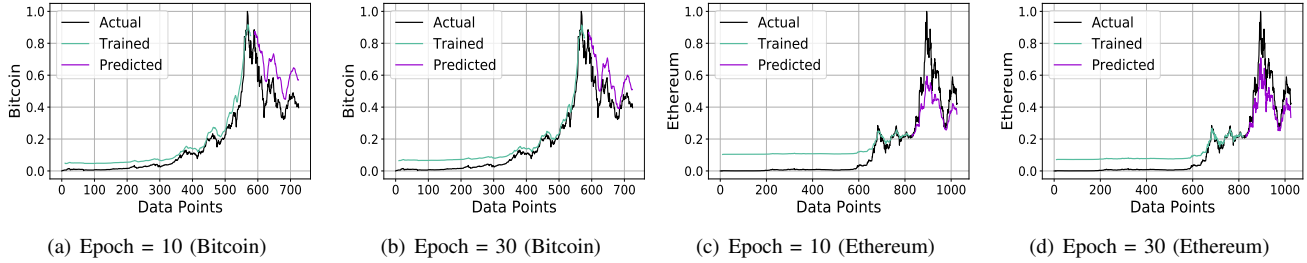 1.0
0.8
0.6
0.4
0.2
0.0
Bitcoin
Actual
Trained
Predicted
0 100 200 300 400 500 600 700
Data Points
(a) Epoch = 10 (Bitcoin)
1.0
0.8
0.6
0.4
0.2
0.0
Bitcoin
Actual
Trained
Predicted
0 100 200 300 400 500 600 700
Data Points
(b) Epoch = 30 (Bitcoin)
1.0
0.8
0.6
0.4
0.2
0.0
Ethereum
Actual
Trained
Predicted
0 200 400 600 800 1000
Data Points
(c) Epoch = 10 (Ethereum)
1.0
0.8
0.6
0.4
0.2
0.0
Ethereum
Actual
Trained
Predicted
0 200 400 600 800 1000
Data Points
(d) Epoch = 30 (Ethereum)